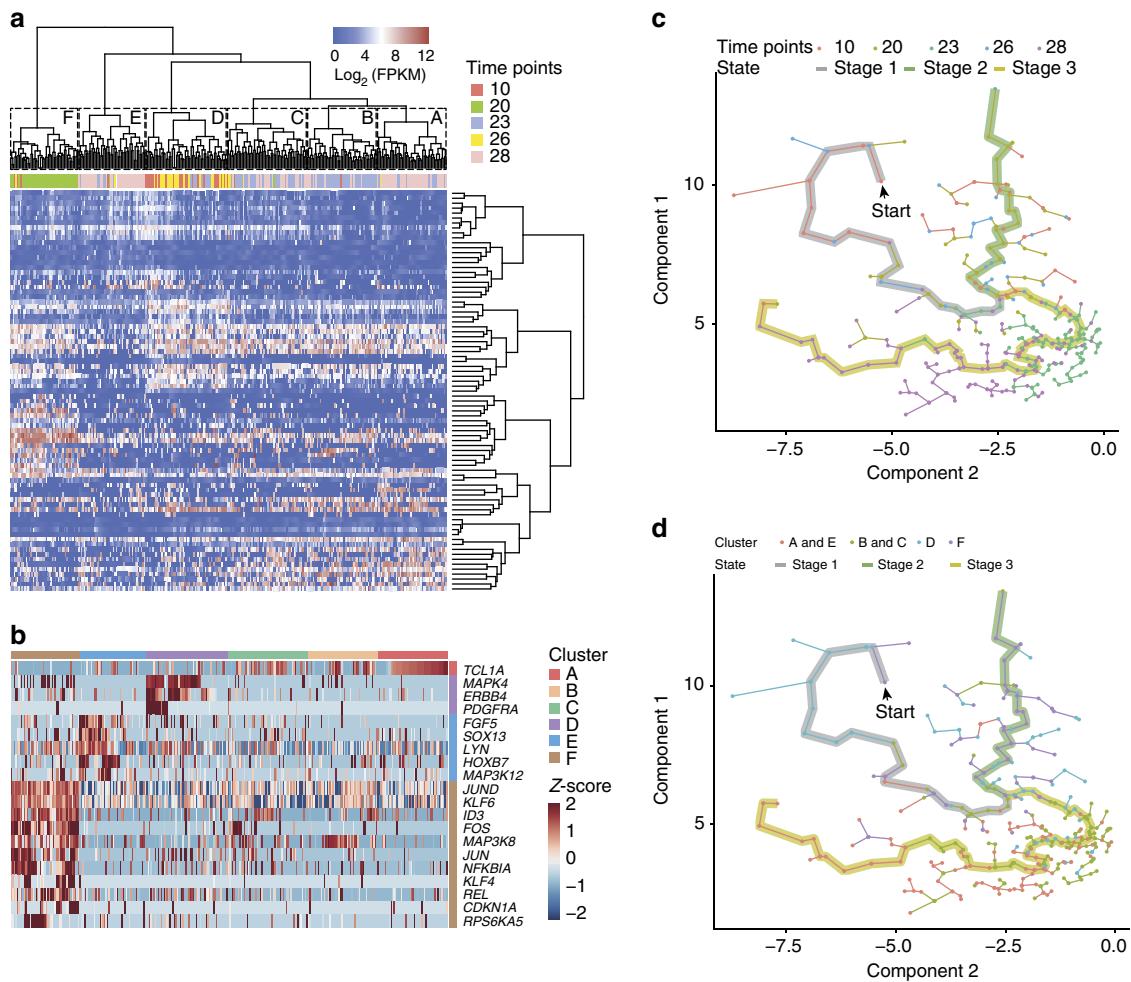 a
0 4 8 12
Log2 (FPKM)
Time points
10
20
23
26
28
F E D C B A
b
Cluster
A
B
C
D
E
F
Z-score
2
1
0
−1
−2
TCL1A
MAPK4
ERBB4
PDGFRA
FGF5
SOX13
LYN
HOXB7
MAP3K12
JUND
KLF6
ID3
FOS
MAP3K8
JUN
NFKBIA
KLF4
REL
CDKN1A
RPS6KA5
c
Time points 10 20 23 26 28
State Stage 1 Stage 2 Stage 3
Component 1
10
5
Start
−7.5 −5.0 −2.5 0.0
Component 2
d
Cluster A and E B and C D F
State Stage 1 Stage 2 Stage 3
Component 1
10
5
Start
−7.5 −5.0 −2.5 0.0
Component 2